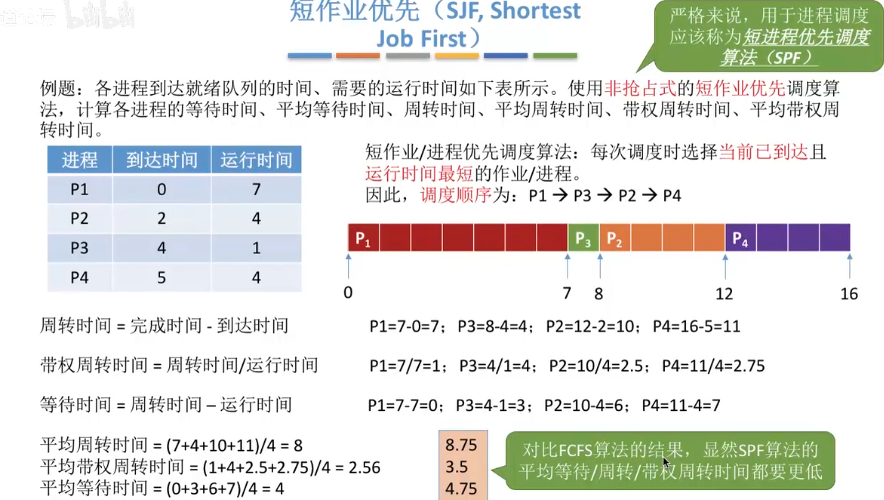 短作业优先（SJF, Shortest
Job First）
严格来说，用于进程调度
应该称为短进程优先调度
算法（SPF）
例题：各进程到达就绪队列的时间、需要的运行时间如下表所示。使用非抢占式的短作业优先调度算
法，计算各进程的等待时间、平均等待时间、周转时间、平均周转时间、带权周转时间、平均带权周
转时间。
进程 到达时间 运行时间
P1 0 7
P2 2 4
P3 4 1
P4 5 4
短作业/进程优先调度算法：每次调度时选择当前已到达且
运行时间最短的作业/进程。
因此，调度顺序为：P1 → P3 → P2 → P4
P1 P3 P2 P4
0 7 8 12 16
周转时间 = 完成时间 - 到达时间 P1=7-0=7；P3=8-4=4；P2=12-2=10；P4=16-5=11
带权周转时间 = 周转时间/运行时间 P1=7/7=1；P3=4/1=4；P2=10/4=2.5；P4=11/4=2.75
等待时间 = 周转时间 – 运行时间 P1=7-7=0；P3=4-1=3；P2=10-4=6；P4=11-4=7
平均周转时间 = (7+4+10+11)/4 = 8 8.75
平均带权周转时间 = (1+4+2.5+2.75)/4 = 2.56 3.5
平均等待时间 = (0+3+6+7)/4 = 4 4.75
对比FCFS算法的结果，显然SPF算法的
平均等待/周转/带权周转时间都要更低